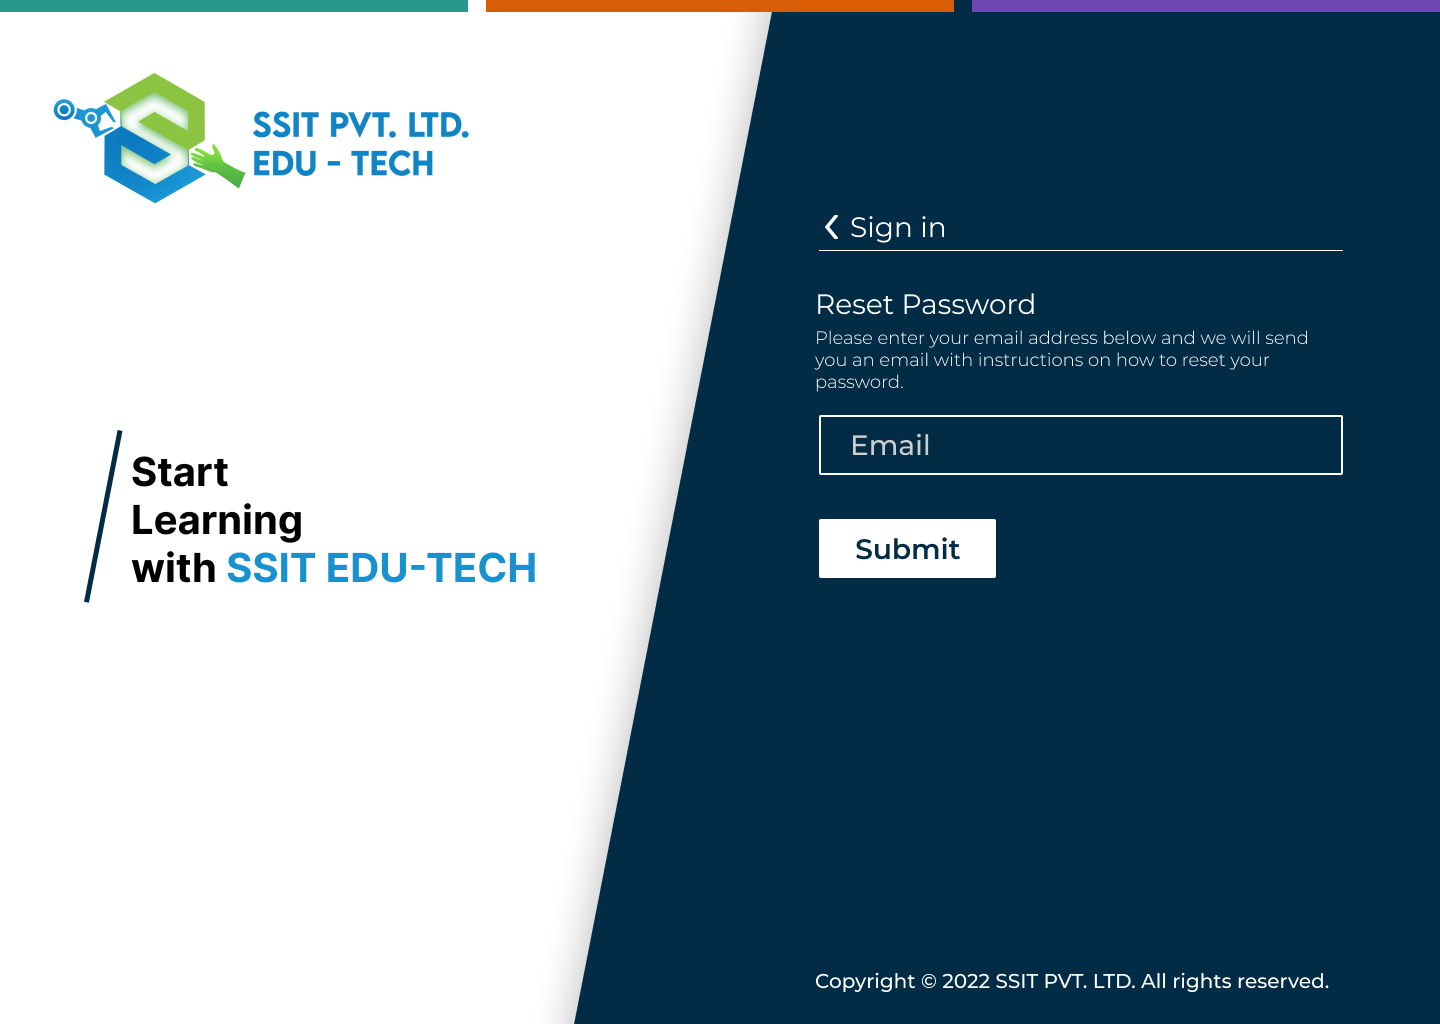 SSIT PVT. LTD.
EDU - TECH
Start
Learning
with SSIT EDU-TECH
Sign in
Reset Password
Please enter your email address below and we will send
you an email with instructions on how to reset your
password.
Email
Submit
Copyright © 2022 SSIT PVT. LTD. All rights reserved.